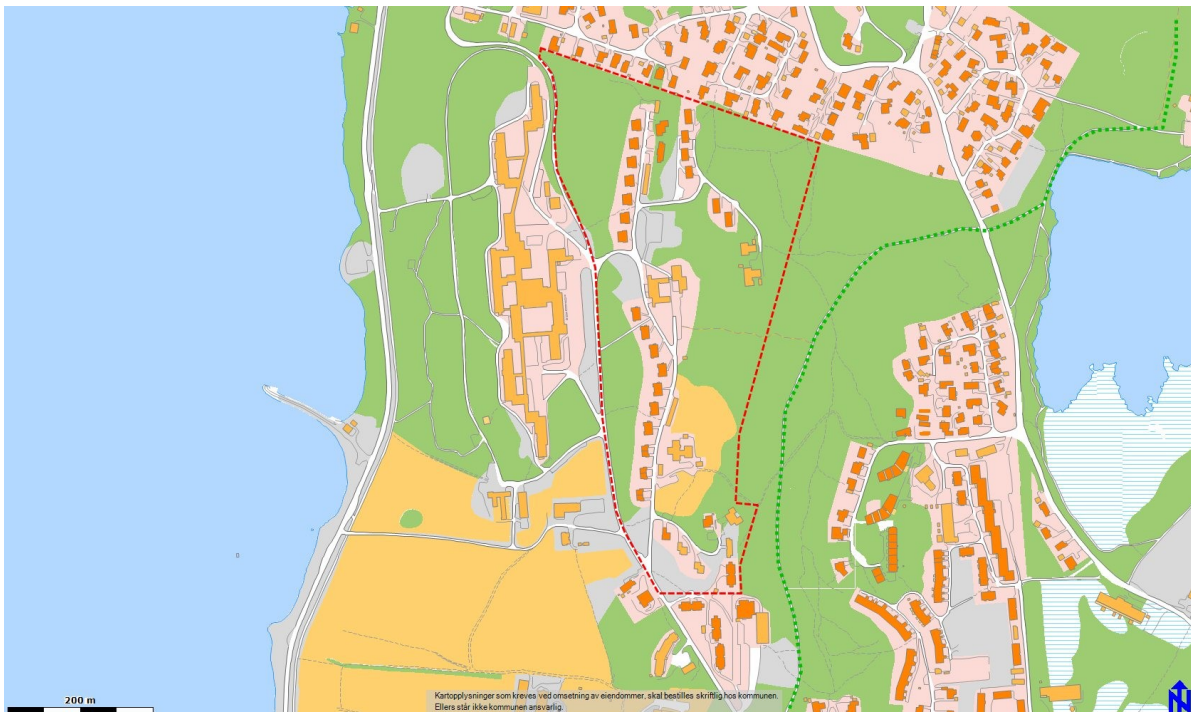 200 m
Kartopplysninger som kreves ved omsetning av eiendommer, skal bestilles skriftlig hos kommunen.
Ellers står ikke kommunen ansvarlig.
N